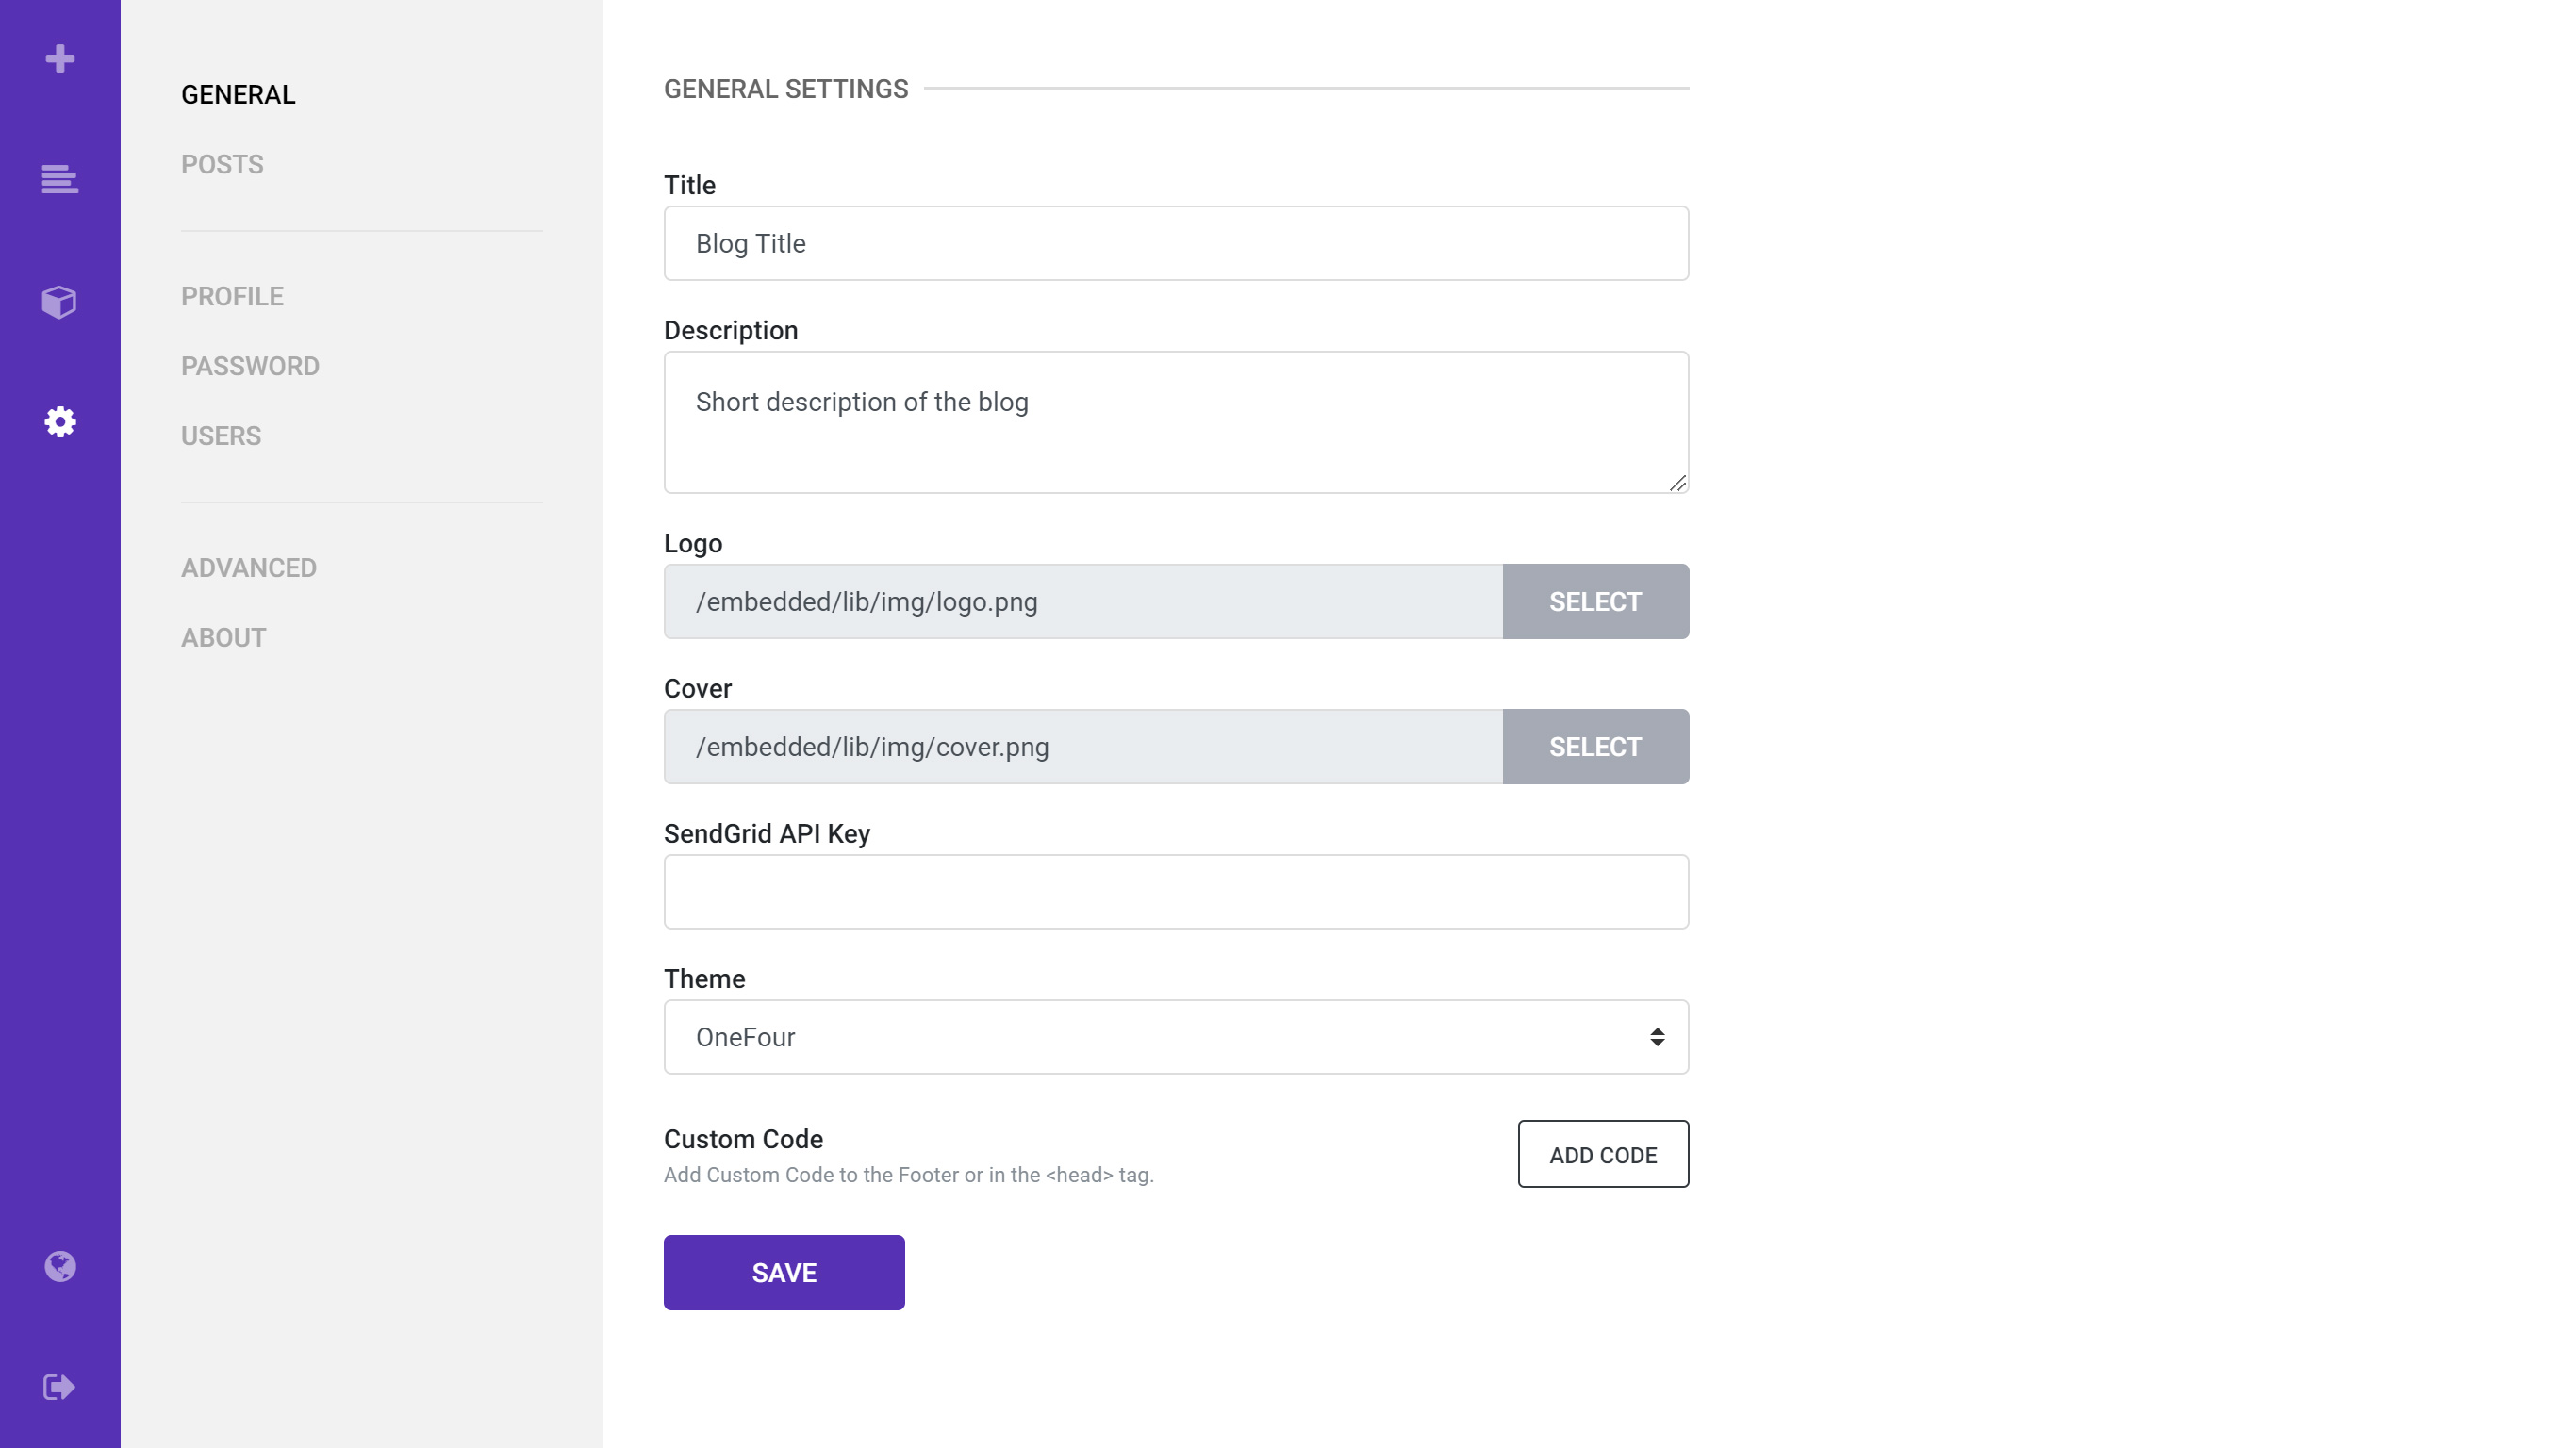 GENERAL
POSTS
PROFILE
PASSWORD
USERS
ADVANCED
ABOUT
GENERAL SETTINGS
Title
Blog Title
Description
Short description of the blog
Logo
/embedded/lib/img/logo.png
SELECT
Cover
/embedded/lib/img/cover.png
SELECT
SendGrid API Key
Theme
OneFour
Custom Code
Add Custom Code to the Footer or in the <head> tag.
ADD CODE
SAVE